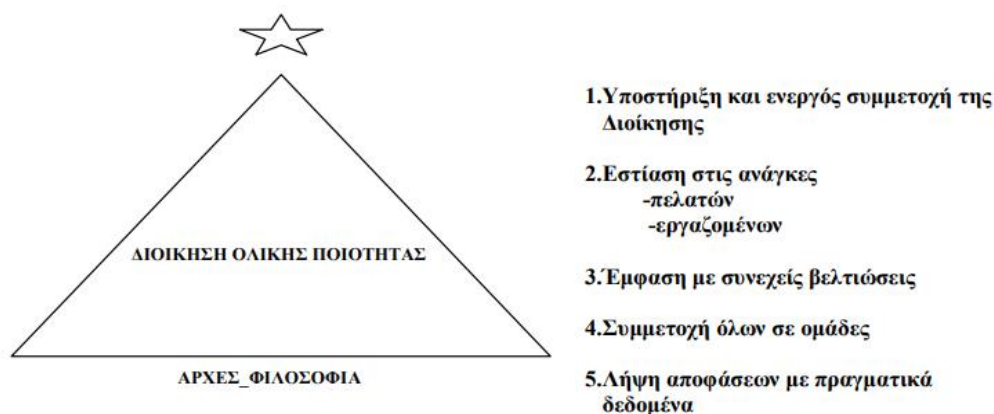 ΔΙΟΙΚΗΣΗ ΟΛΙΚΗΣ ΠΟΙΟΤΗΤΑΣ
ΑΡΧΕΣ_ΦΙΛΟΣΟΦΙΑ
1.Υποστήριξη και ενεργός συμμετοχή της
Διοίκησης
2.Εστίαση στις ανάγκες
-πελατών
-εργαζομένων
3.Έμφαση με συνεχείς βελτιώσεις
4.Συμμετοχή όλων σε ομάδες
5.Λήψη αποφάσεων με πραγματικά
δεδομένα